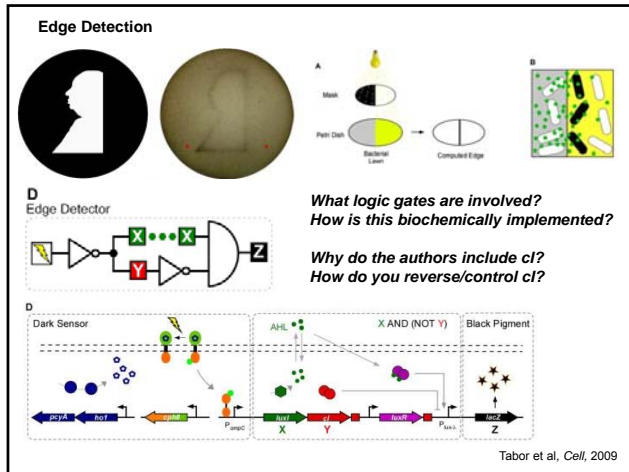 Edge Detection
A
Mask
Petri Dish
Bacterial
Lawn
Computed Edge
B
D
Edge Detector
X
X
Y
Z
What logic gates are involved?
How is this biochemically implemented?
Why do the authors include cI?
How do you reverse/control cI?
D
Dark Sensor
AHL
X AND (NOT Y)
Black Pigment
pcyA
ho1
cph8
PompC
luxI
cI
luxR
Plux-λ
lacZ
X
Y
Z
Tabor et al, Cell, 2009